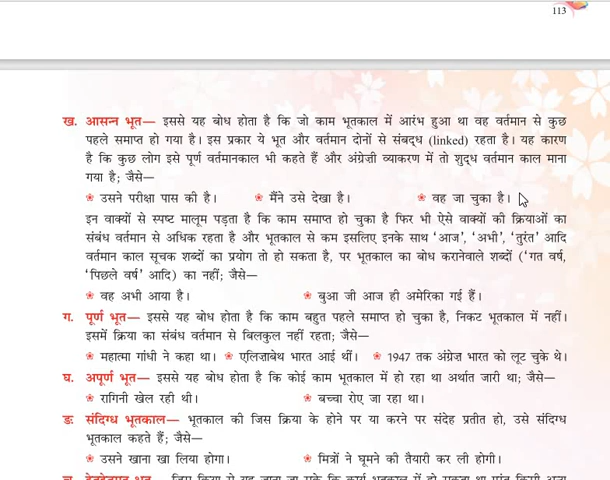 113
ख. आसन्न भूत— इससे यह बोध होता है कि जो काम भूतकाल में आरंभ हुआ था वह वर्तमान से कुछ
पहले समाप्त हो गया है। इस प्रकार ये भूत और वर्तमान दोनों से संबद्ध (linked) रहता है। यह कारण
है कि कुछ लोग इसे पूर्ण वर्तमानकाल भी कहते हैं और अंग्रेज़ी व्याकरण में तो शुद्ध वर्तमान काल माना
गया है; जैसे—
उसने परीक्षा पास की है। मैंने उसे देखा है। वह जा चुका है।
इन वाक्यों से स्पष्ट मालूम पड़ता है कि काम समाप्त हो चुका है फिर भी ऐसे वाक्यों की क्रियाओं का
संबंध वर्तमान से अधिक रहता है और भूतकाल से कम इसलिए इनके साथ ‘आज’, ‘अभी’, ‘तुरंत’ आदि
वर्तमान काल सूचक शब्दों का प्रयोग तो हो सकता है, पर भूतकाल का बोध करानेवाले शब्दों (‘गत वर्ष,
‘पिछले वर्ष’ आदि) का नहीं; जैसे—
वह अभी आया है। बुआ जी आज ही अमेरिका गई हैं।
ग. पूर्ण भूत— इससे यह बोध होता है कि काम बहुत पहले समाप्त हो चुका है, निकट भूतकाल में नहीं।
इसमें क्रिया का संबंध वर्तमान से बिलकुल नहीं रहता; जैसे—
महात्मा गांधी ने कहा था। एलिज़ाबेथ भारत आई थीं। 1947 तक अंग्रेज़ भारत को लूट चुके थे।
घ. अपूर्ण भूत— इससे यह बोध होता है कि कोई काम भूतकाल में हो रहा था अर्थात जारी था; जैसे—
रागिनी खेल रही थी। बच्चा रोए जा रहा था।
ङ. संदिग्ध भूतकाल— भूतकाल की जिस क्रिया के होने पर या करने पर संदेह प्रतीत हो, उसे संदिग्ध
भूतकाल कहते हैं; जैसे—
उसने खाना खा लिया होगा। मित्रों ने घूमने की तैयारी कर ली होगी।